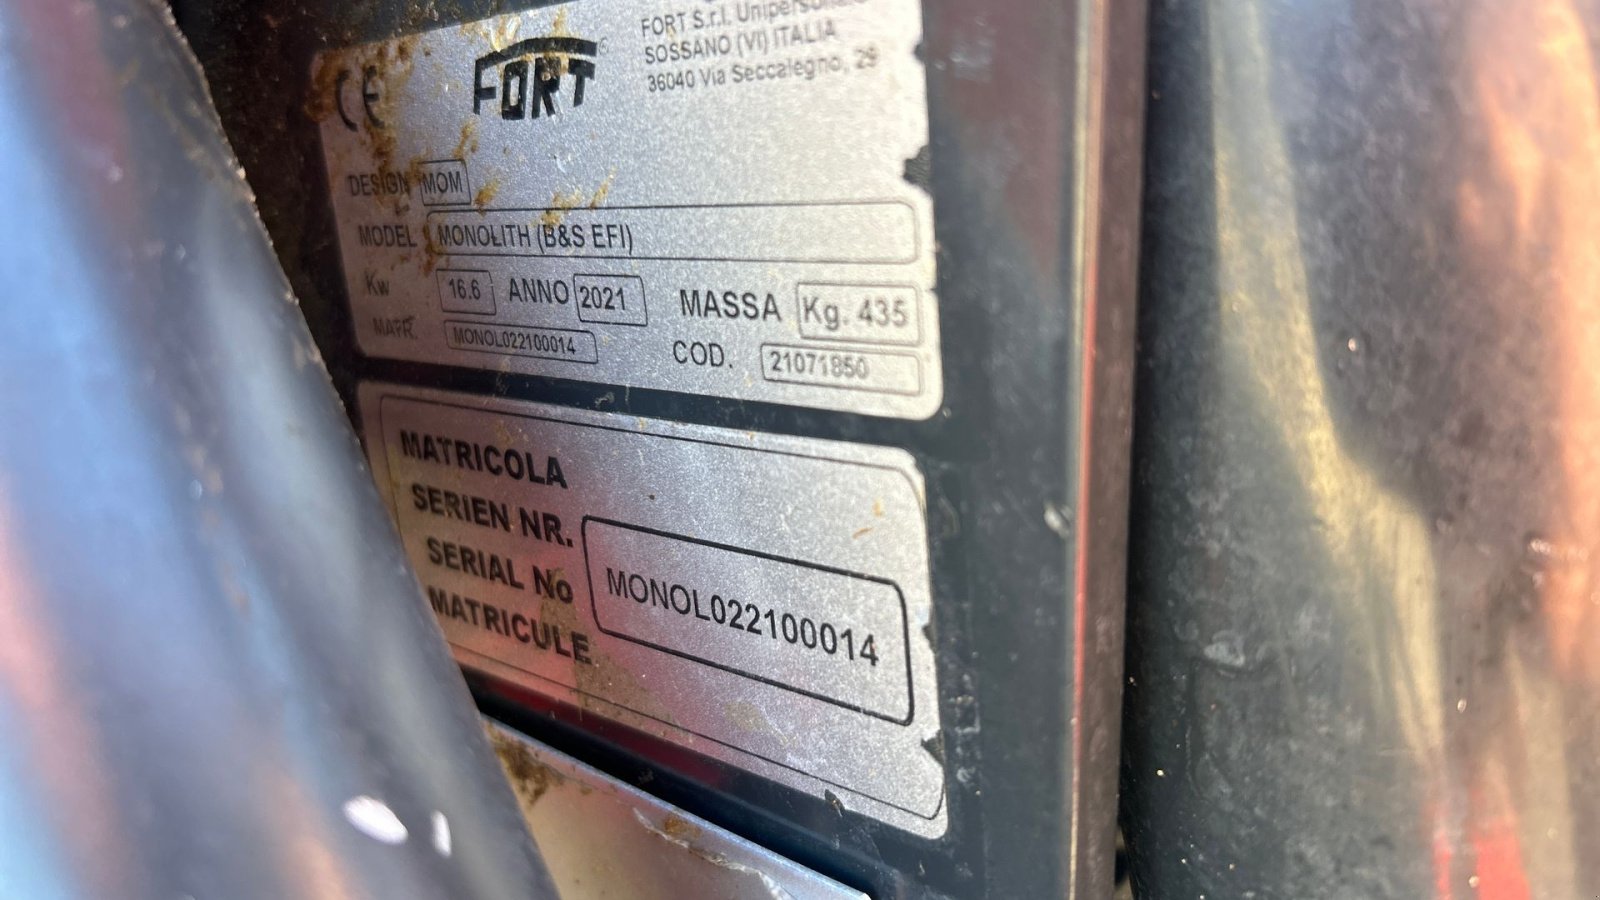 CE FORT
FORT S.r.l. Unipersonale
SOSSANO (VI) ITALIA
36040 Via Seccalegno, 29
DESIGN MOM
MODEL MONOLITH (B&S EFI)
Kw 16.6 ANNO 2021 MASSA Kg. 435
MATR. MONOL022100014 COD. 21071850
MATRICOLA
SERIEN NR.
SERIAL No
MATRICULE
MONOL022100014